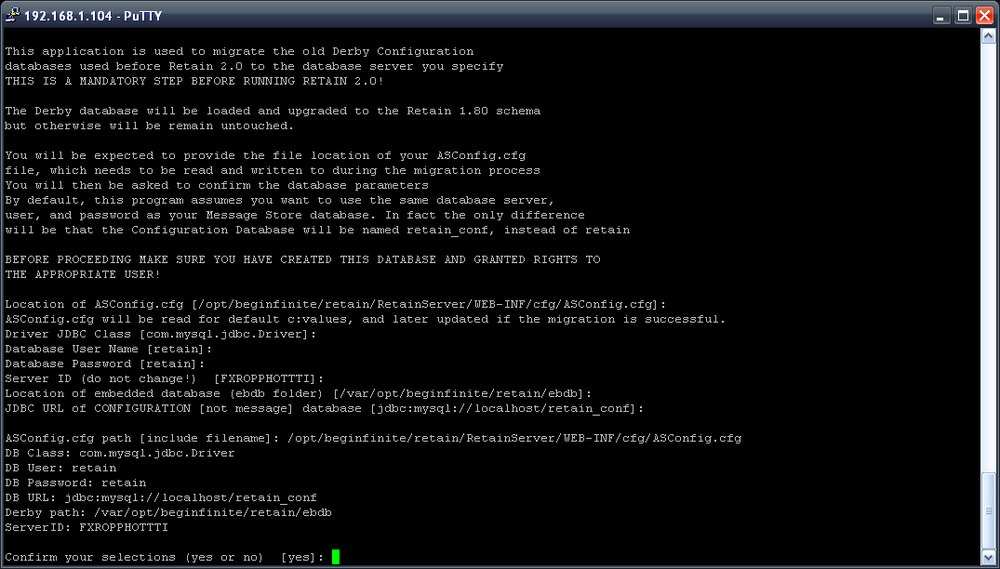 192.168.1.104 - PuTTY
This application is used to migrate the old Derby Configuration
databases used before Retain 2.0 to the database server you specify
THIS IS A MANDATORY STEP BEFORE RUNNING RETAIN 2.0!
The Derby database will be loaded and upgraded to the Retain 1.80 schema
but otherwise will be remain untouched.
You will be expected to provide the file location of your ASConfig.cfg
file, which needs to be read and written to during the migration process
You will then be asked to confirm the database parameters
By default, this program assumes you want to use the same database server,
user, and password as your Message Store database. In fact the only difference
will be that the Configuration Database will be named retain_conf, instead of retain
BEFORE PROCEEDING MAKE SURE YOU HAVE CREATED THIS DATABASE AND GRANTED RIGHTS TO
THE APPROPRIATE USER!
Location of ASConfig.cfg [/opt/beginfinite/retain/RetainServer/WEB-INF/cfg/ASConfig.cfg]:
ASConfig.cfg will be read for default c:values, and later updated if the migration is successful.
Driver JDBC Class [com.mysql.jdbc.Driver]:
Database User Name [retain]:
Database Password [retain]:
Server ID (do not change!)  [FXROPPHOTTTI]:
Location of embedded database (ebdb folder) [/var/opt/beginfinite/retain/ebdb]:
JDBC URL of CONFIGURATION [not message] database [jdbc:mysql://localhost/retain_conf]:
ASConfig.cfg path [include filename]: /opt/beginfinite/retain/RetainServer/WEB-INF/cfg/ASConfig.cfg
DB Class: com.mysql.jdbc.Driver
DB User: retain
DB Password: retain
DB URL: jdbc:mysql://localhost/retain_conf
Derby path: /var/opt/beginfinite/retain/ebdb
ServerID: FXROPPHOTTTI
Confirm your selections (yes or no)  [yes]: